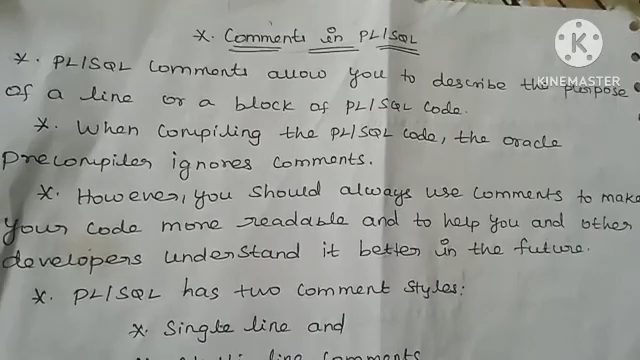 *. Comments in PL/SQL
*. PL/SQL comments allow you to describe the purpose
of a line or a block of PL/SQL code.
*. When compiling the PL/SQL code, the oracle
precompiler ignores comments.
*. However, you should always use comments to make
your code more readable and to help you and other
developers understand it better in the future.
*. PL/SQL has two comment styles:
*. Single line and
line comments
K
KINEMASTER